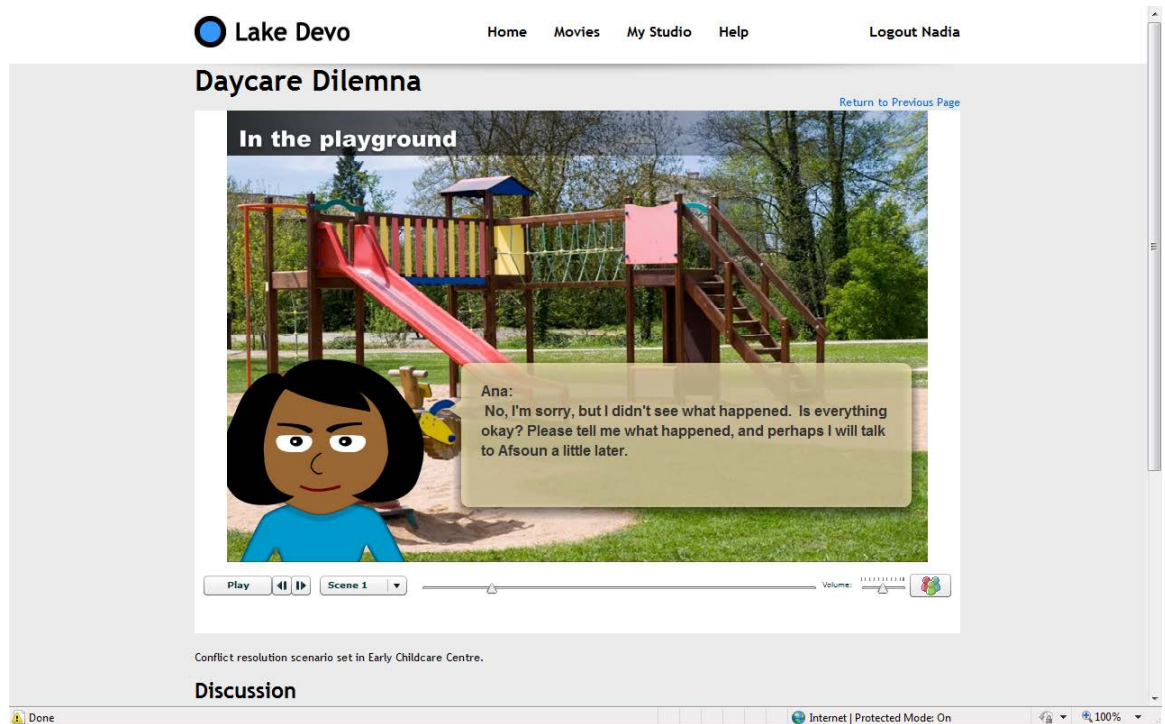 Lake Devo
Home Movies My Studio Help Logout Nadia
Daycare Dilemna
Return to Previous Page
In the playground
Ana:
No, I'm sorry, but I didn't see what happened. Is everything
okay? Please tell me what happened, and perhaps I will talk
to Afsoun a little later.
Play Scene 1 Volume:
Conflict resolution scenario set in Early Childcare Centre.
Discussion
Done Internet | Protected Mode: On 100%